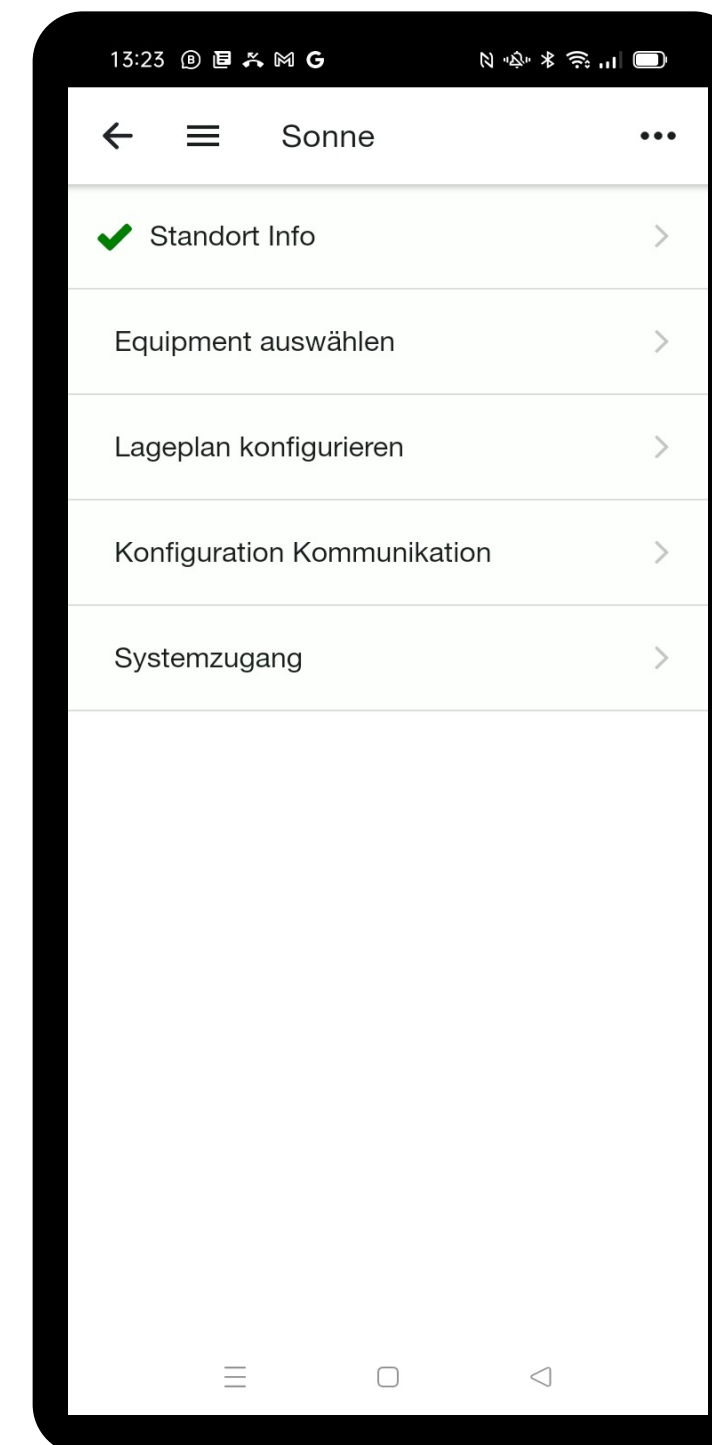 13:23
Sonne
Standort Info
Equipment auswählen
Lageplan konfigurieren
Konfiguration Kommunikation
Systemzugang